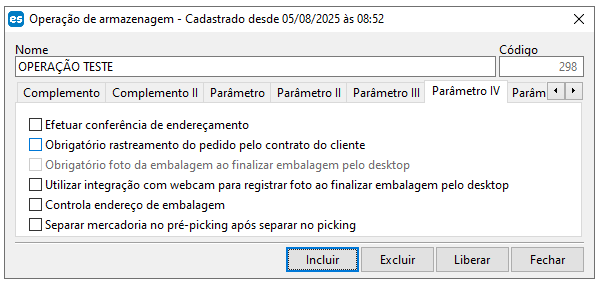 es Operação de armazenagem - Cadastrado desde 05/08/2025 às 08:52
Nome Código
OPERAÇÃO TESTE 298
Complemento Complemento II Parâmetro Parâmetro II Parâmetro III Parâmetro IV Parâm
Efetuar conferência de endereçamento
Obrigatório rastreamento do pedido pelo contrato do cliente
Obrigatório foto da embalagem ao finalizar embalagem pelo desktop
Utilizar integração com webcam para registrar foto ao finalizar embalagem pelo desktop
Controla endereço de embalagem
Separar mercadoria no pré-picking após separar no picking
Incluir Excluir Liberar Fechar